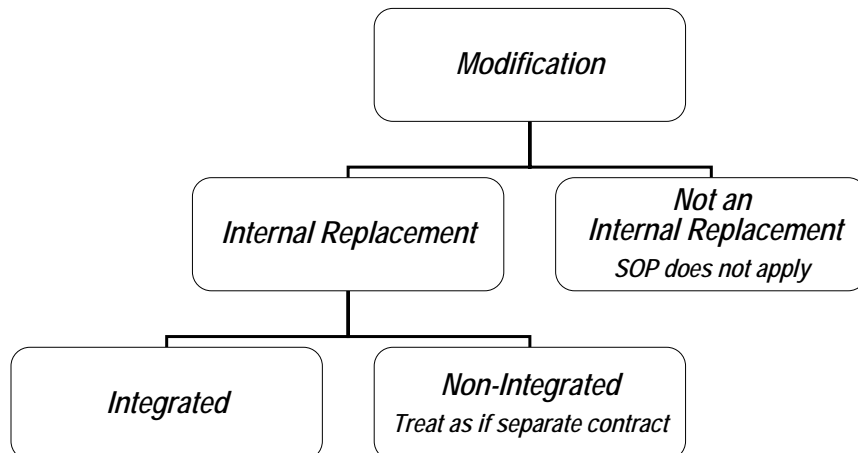 Modification
Internal Replacement
Not an
Internal Replacement
SOP does not apply
Integrated
Non-Integrated
Treat as if separate contract